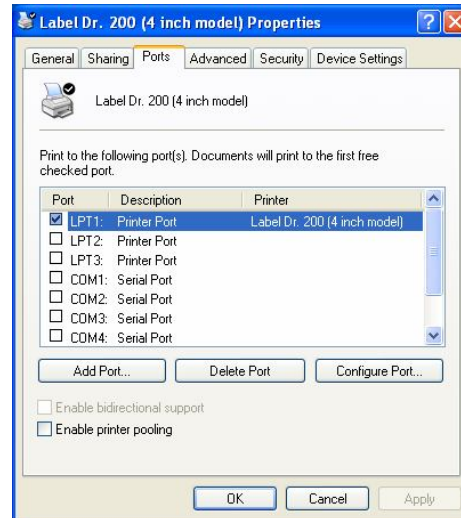 Label Dr. 200 (4 inch model) Properties
General Sharing Ports Advanced Security Device Settings
Label Dr. 200 (4 inch model)
Print to the following port(s). Documents will print to the first free
checked port.
Port Description Printer
LPT1: Printer Port Label Dr. 200 (4 inch model)
LPT2: Printer Port
LPT3: Printer Port
COM1: Serial Port
COM2: Serial Port
COM3: Serial Port
COM4: Serial Port
Add Port... Delete Port Configure Port...
Enable bidirectional support
Enable printer pooling
OK Cancel Apply